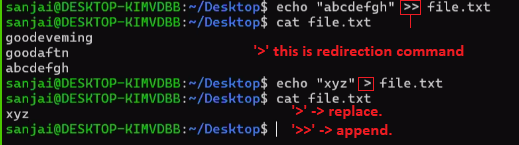 sanjai@DESKTOP-KIMVDBB:~/Desktop$ echo "abcdefgh" >> file.txt
sanjai@DESKTOP-KIMVDBB:~/Desktop$ cat file.txt
goodeveming
goodaftn
'>' this is redirection command
abcdefgh
sanjai@DESKTOP-KIMVDBB:~/Desktop$ echo "xyz" > file.txt
sanjai@DESKTOP-KIMVDBB:~/Desktop$ cat file.txt
xyz
'>' -> replace.
sanjai@DESKTOP-KIMVDBB:~/Desktop$
'>>' -> append.